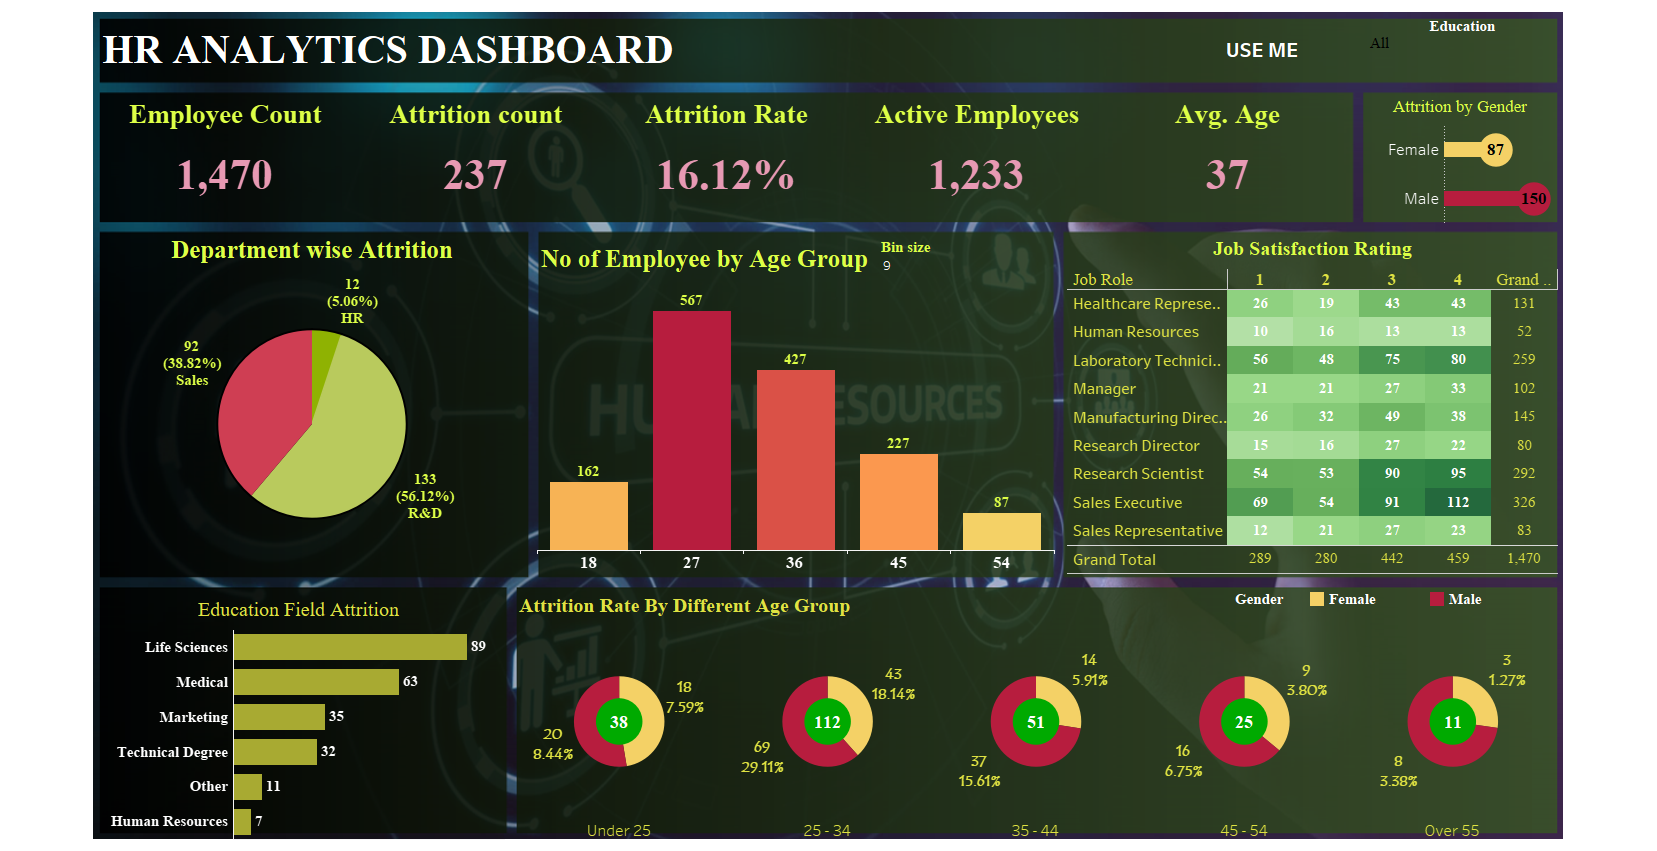 HR ANALYTICS DASHBOARD
USE ME
Education
All
Employee Count
Attrition count
Attrition Rate
Active Employees
Avg. Age
1,470
237
16.12%
1,233
37
Attrition by Gender
Female
87
Male
150
Department wise Attrition
12
(5.06%)
HR
92
(38.82%)
Sales
133
(56.12%)
R&D
No of Employee by Age Group
Bin size
9
567
427
227
162
87
18 27 36 45 54
HUMAN RESOURCES
Job Satisfaction Rating
Job Role 1 2 3 4 Grand ..
Healthcare Represe.. 26 19 43 43 131
Human Resources 10 16 13 13 52
Laboratory Technici.. 56 48 75 80 259
Manager 21 21 27 33 102
Manufacturing Direc.. 26 32 49 38 145
Research Director 15 16 27 22 80
Research Scientist 54 53 90 95 292
Sales Executive 69 54 91 112 326
Sales Representative 12 21 27 23 83
Grand Total 289 280 442 459 1,470
Education Field Attrition
Life Sciences 89
Medical 63
Marketing 35
Technical Degree 32
Other 11
Human Resources 7
Attrition Rate By Different Age Group
Gender Female Male
18
7.59%
38
20
8.44%
Under 25
43
18.14%
112
69
29.11%
25 - 34
14
5.91%
51
37
15.61%
35 - 44
9
3.80%
25
16
6.75%
45 - 54
3
1.27%
11
8
3.38%
Over 55